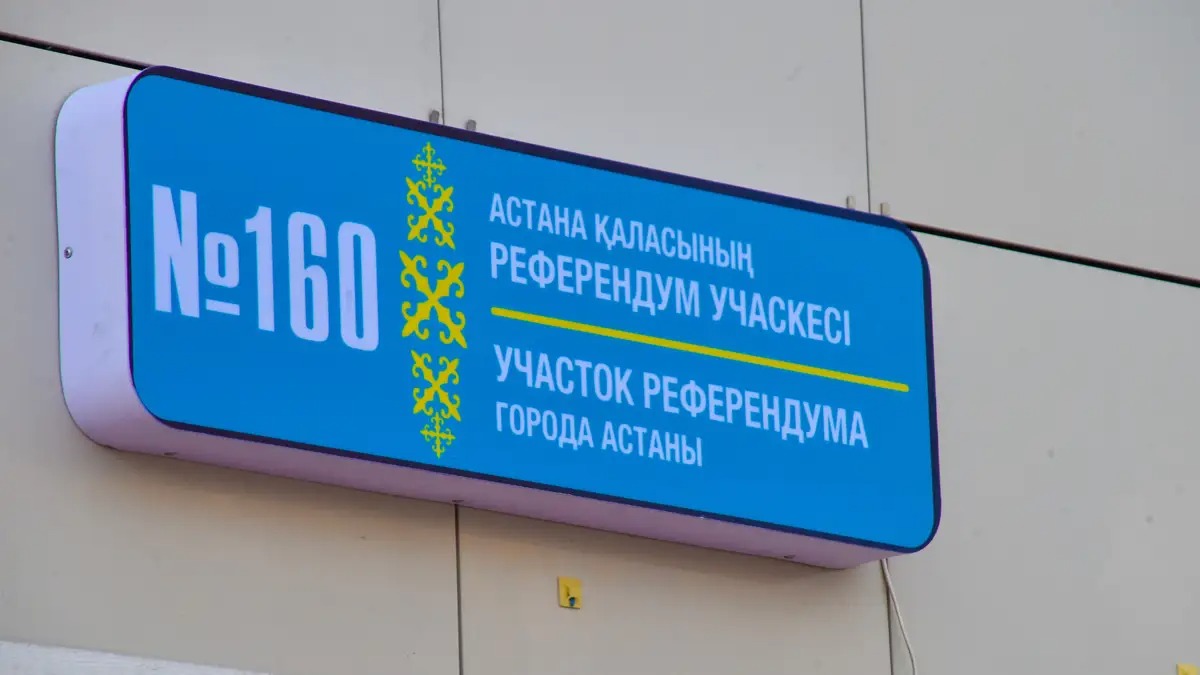 №160
АСТАНА ҚАЛАСЫНЫҢ
РЕФЕРЕНДУМ УЧАСКЕСІ
УЧАСТОК РЕФЕРЕНДУМА
ГОРОДА АСТАНЫ